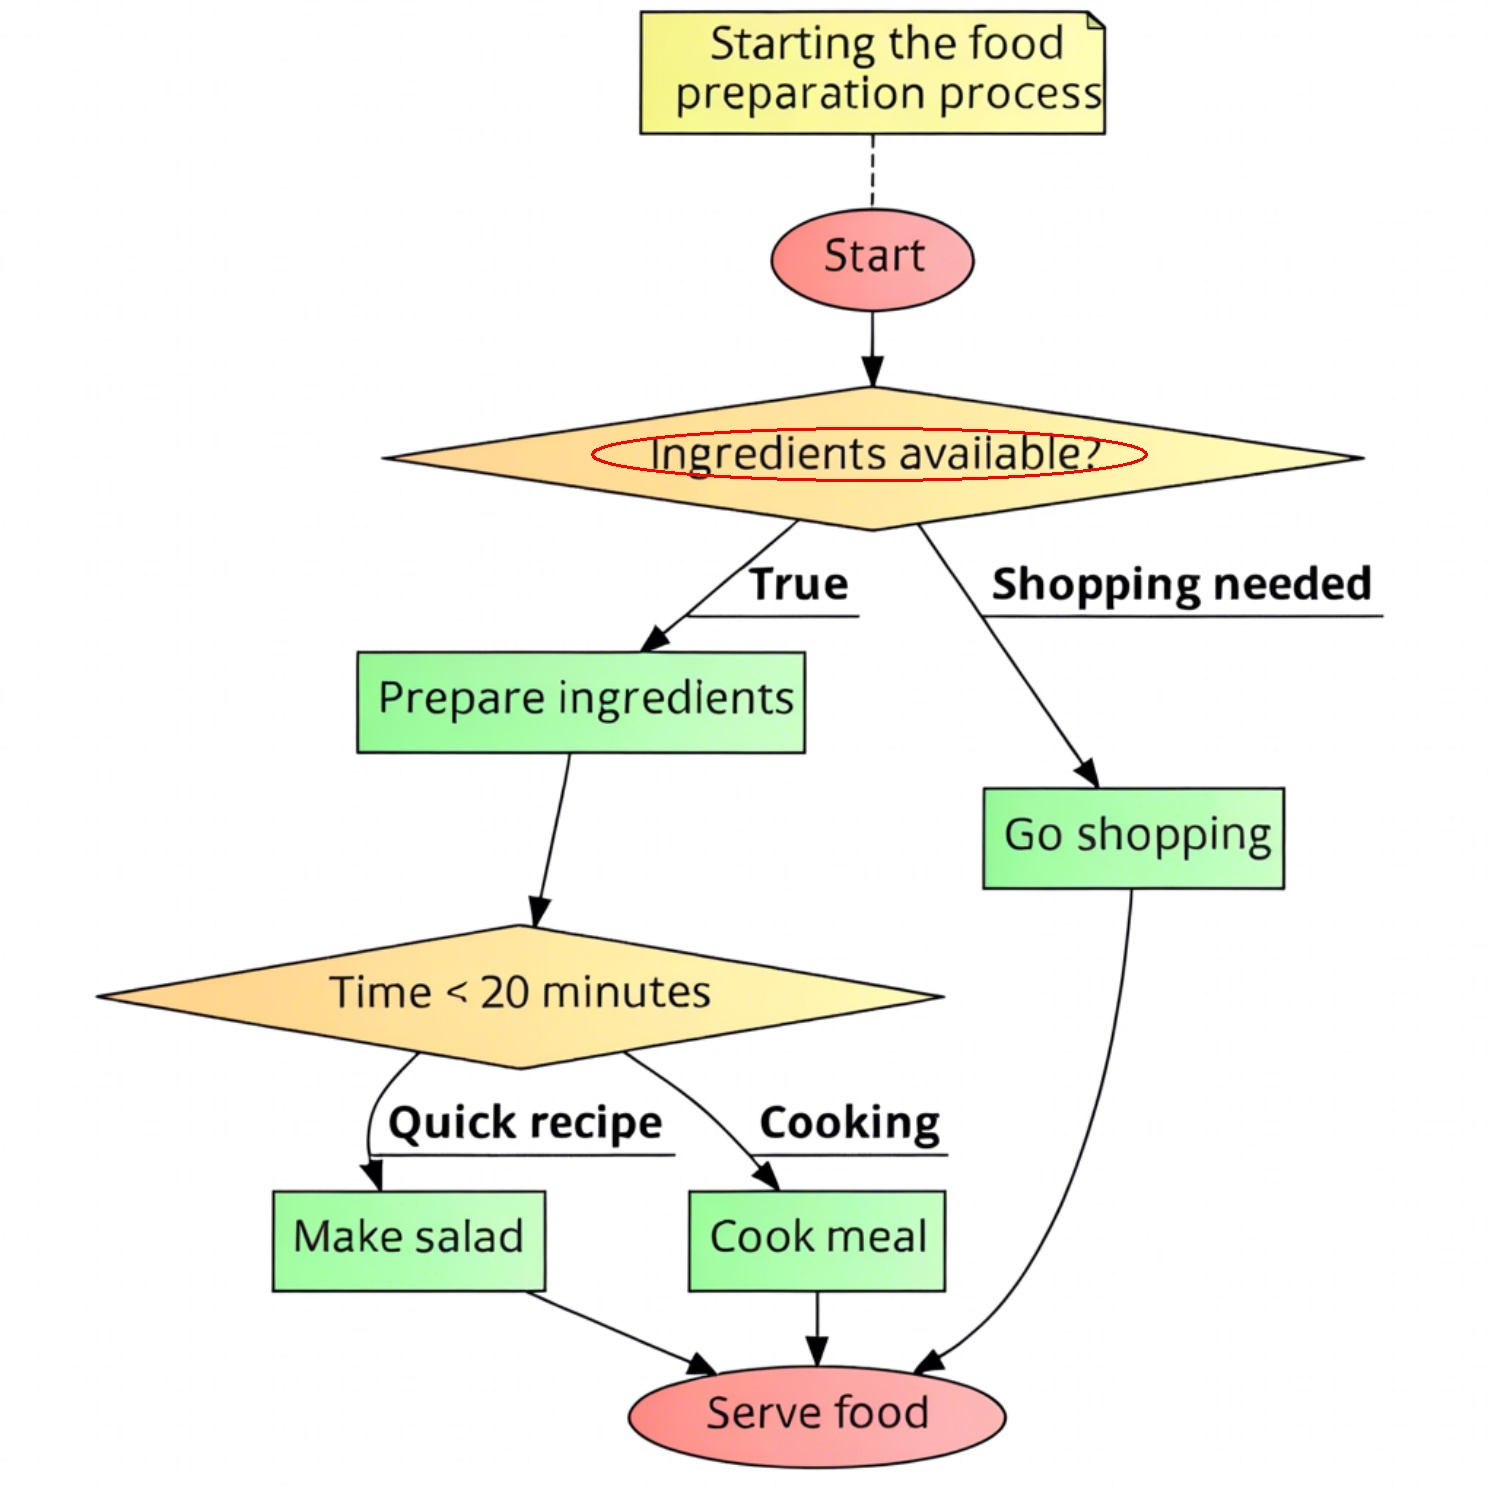 Starting the food
preparation process
Start
Ingredients available?
True
Shopping needed
Prepare ingredients
Go shopping
Time < 20 minutes
Quick recipe
Cooking
Make salad
Cook meal
Serve food